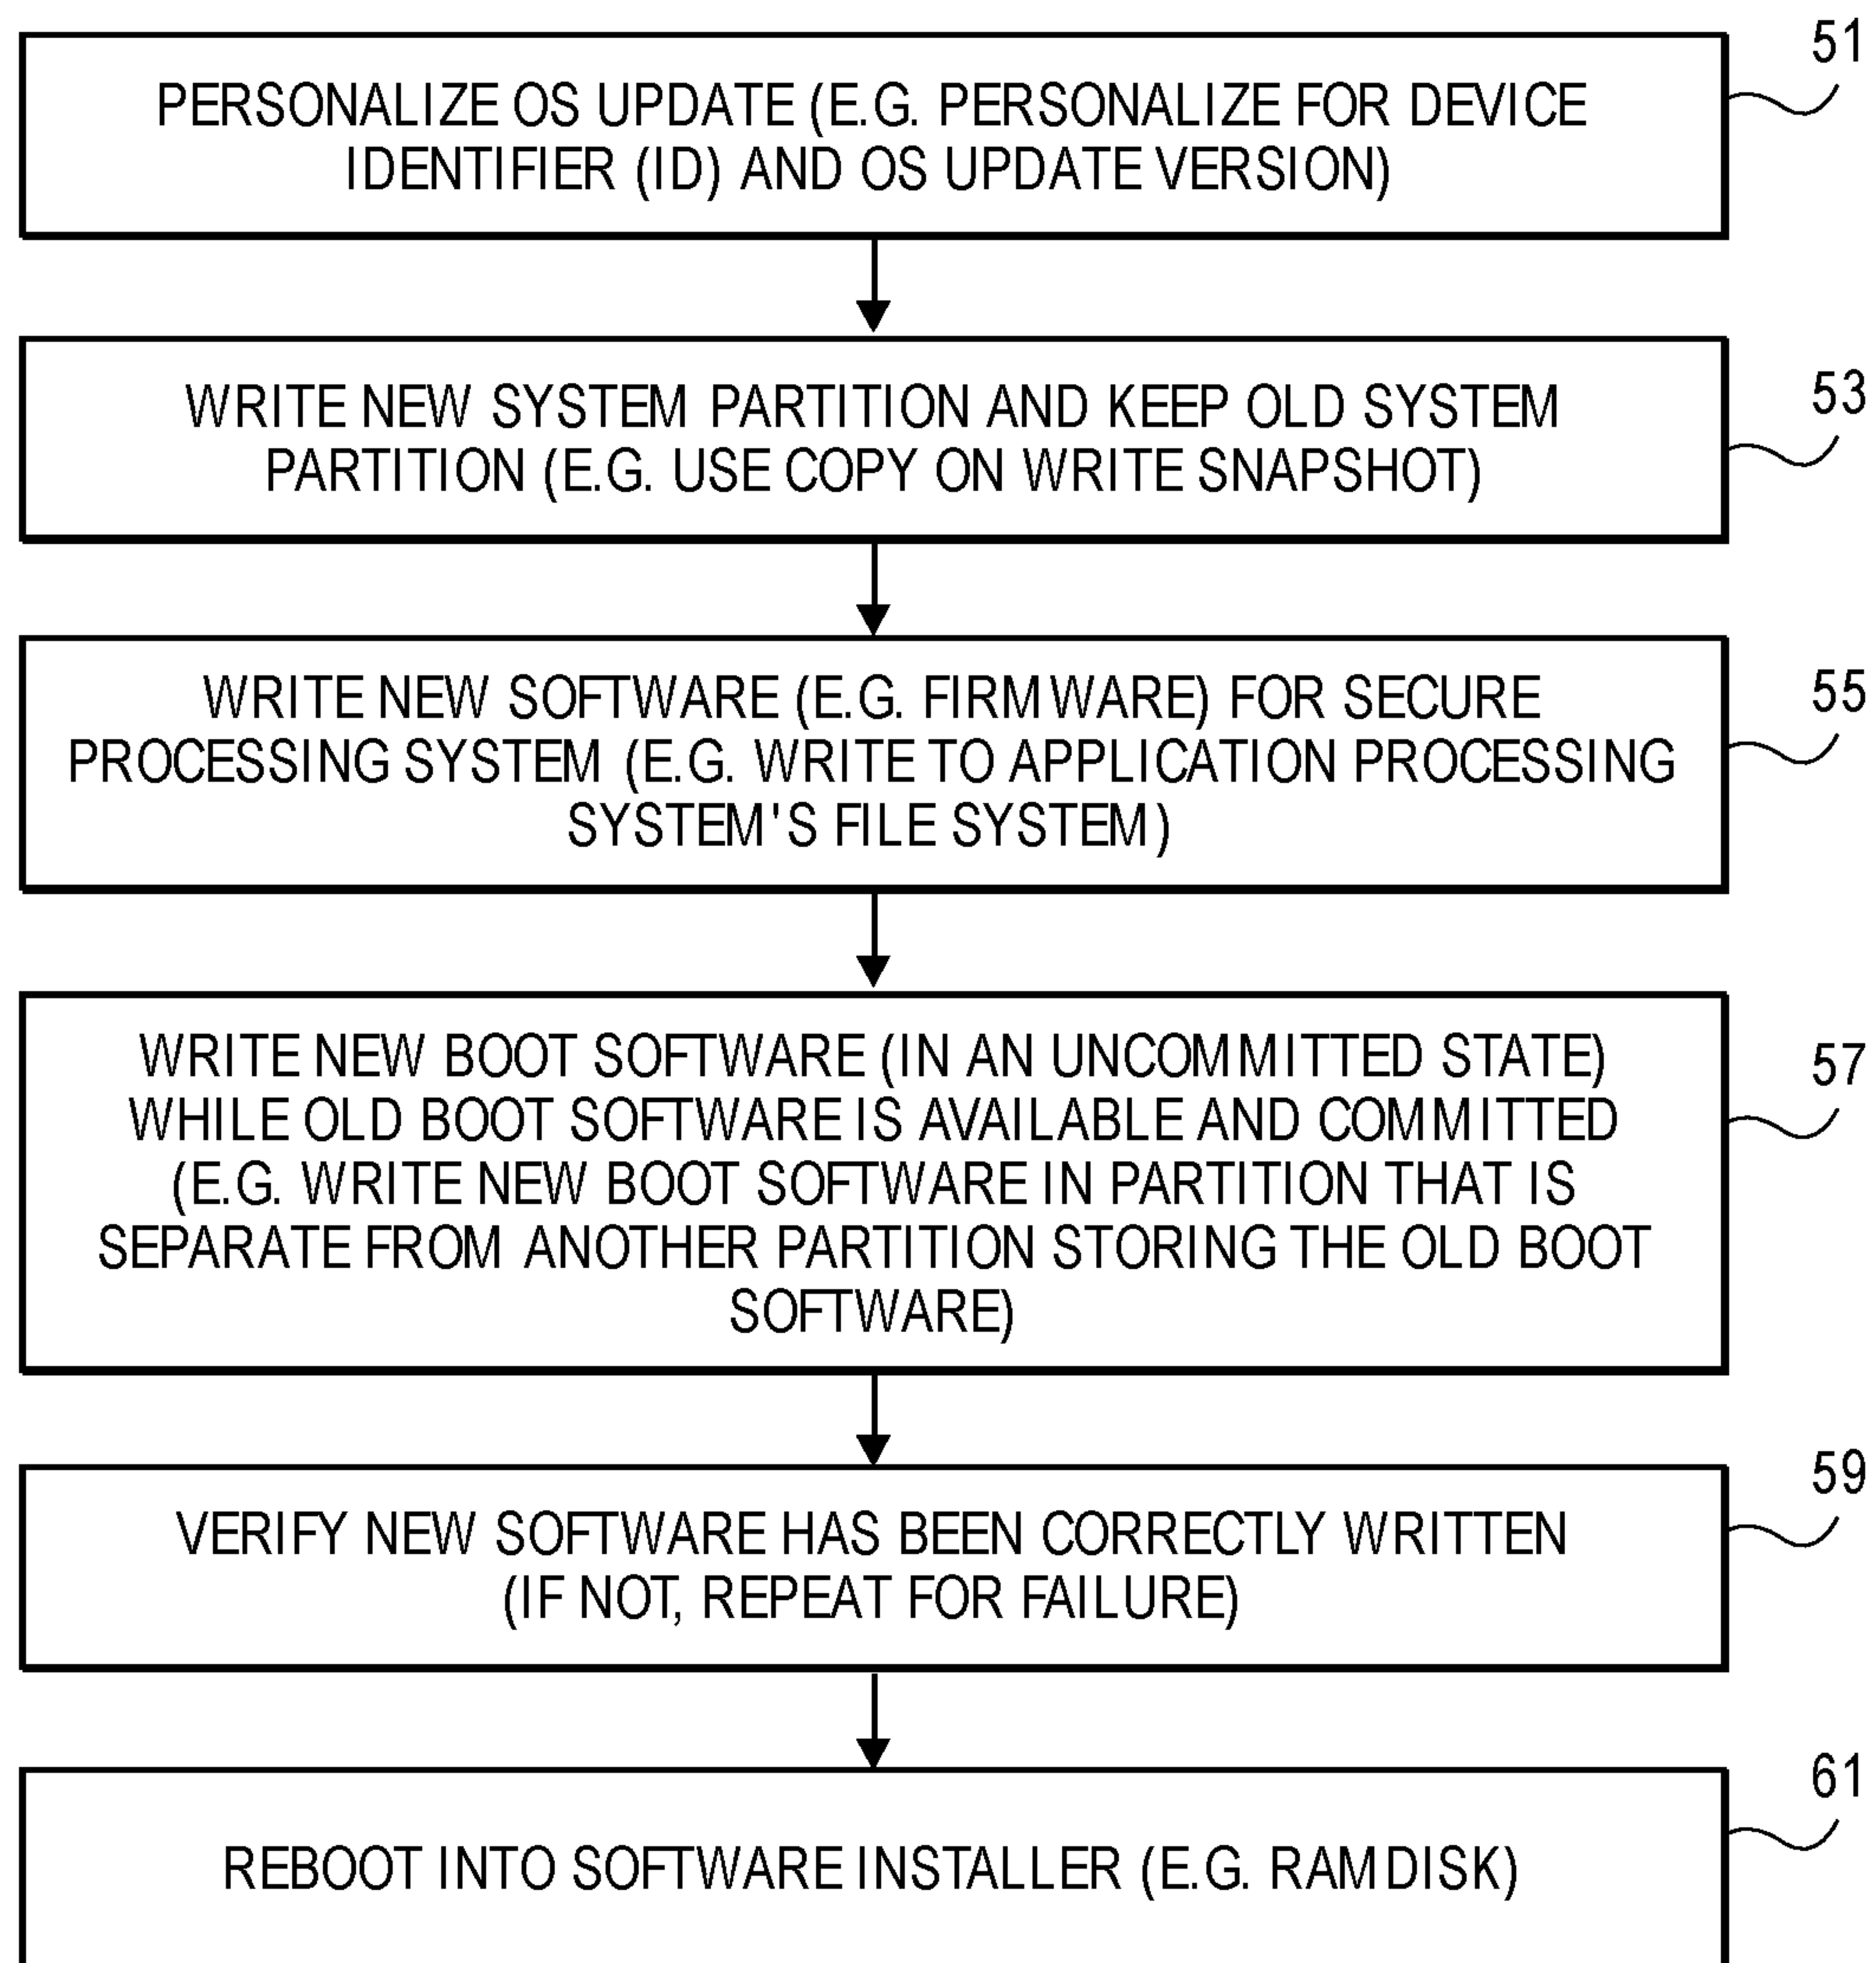 51
PERSONALIZE OS UPDATE (E.G. PERSONALIZE FOR DEVICE
IDENTIFIER (ID) AND OS UPDATE VERSION)
53
WRITE NEW SYSTEM PARTITION AND KEEP OLD SYSTEM
PARTITION (E.G. USE COPY ON WRITE SNAPSHOT)
55
WRITE NEW SOFTWARE (E.G. FIRMWARE) FOR SECURE
PROCESSING SYSTEM (E.G. WRITE TO APPLICATION PROCESSING
SYSTEM'S FILE SYSTEM)
57
WRITE NEW BOOT SOFTWARE (IN AN UNCOMMITTED STATE)
WHILE OLD BOOT SOFTWARE IS AVAILABLE AND COMMITTED
(E.G. WRITE NEW BOOT SOFTWARE IN PARTITION THAT IS
SEPARATE FROM ANOTHER PARTITION STORING THE OLD BOOT
SOFTWARE)
59
VERIFY NEW SOFTWARE HAS BEEN CORRECTLY WRITTEN
(IF NOT, REPEAT FOR FAILURE)
61
REBOOT INTO SOFTWARE INSTALLER (E.G. RAMDISK)